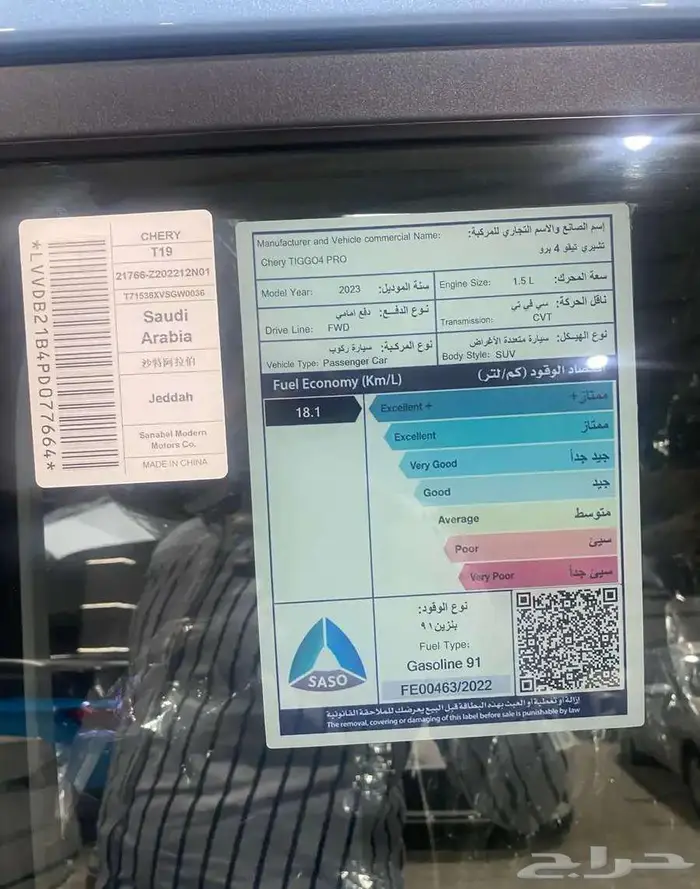 *LVVDB21B4PD077664*
CHERY
T19
21766-Z202212N01
T71538XVSGW0036
Saudi
Arabia
沙特阿拉伯
Jeddah
Sanabel Modern
Motors Co.
MADE IN CHINA
Manufacturer and Vehicle commercial Name: إسم الصانع والاسم التجاري للمركبة:
Chery TIGGO4 PRO تشيري تيقو 4 برو
Model Year: 2023 سنة الموديل:
Engine Size: 1.5 L سعة المحرك:
Drive Line: FWD نوع الدفـع: دفع أمامي
Transmission: CVT ناقل الحركة: سي في تي
Vehicle Type: Passenger Car نوع المركبة: سيارة ركوب
Body Style: SUV نوع الهيكل: سيارة متعددة الأغراض
Fuel Economy (Km/L) الوقود (كم/لتر)
18.1
Excellent + ممتاز+
Excellent ممتاز
Very Good جيد جداً
Good جيد
Average متوسط
Poor سيئ
Very Poor سيئ جداً
SASO
نوع الوقود:
بنزين ٩١
Fuel Type:
Gasoline 91
FE00463/2022
إزالة أو تغطية أو العبث بهذه البطاقة قبل البيع يعرضك للملاحقة القانونية
The removal, covering or damaging of this label before sale is punishable by law
حراج